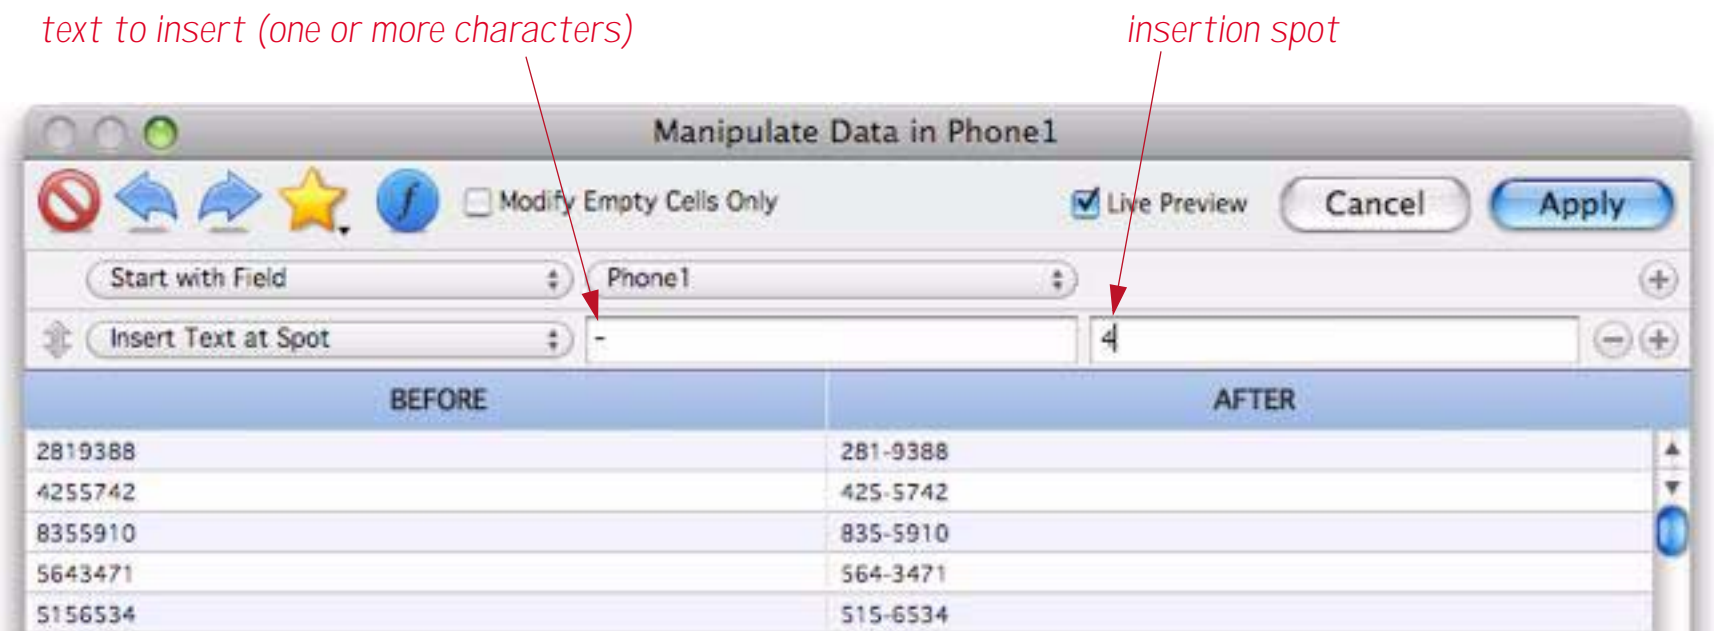 text to insert (one or more characters) insertion spot
Manipulate Data in Phone1
f Modify Empty Cells Only Live Preview Cancel Apply
Start with Field Phone1
Insert Text at Spot - 4
BEFORE AFTER
2819388 281-9388
4255742 425-5742
8355910 835-5910
5643471 564-3471
5156534 515-6534